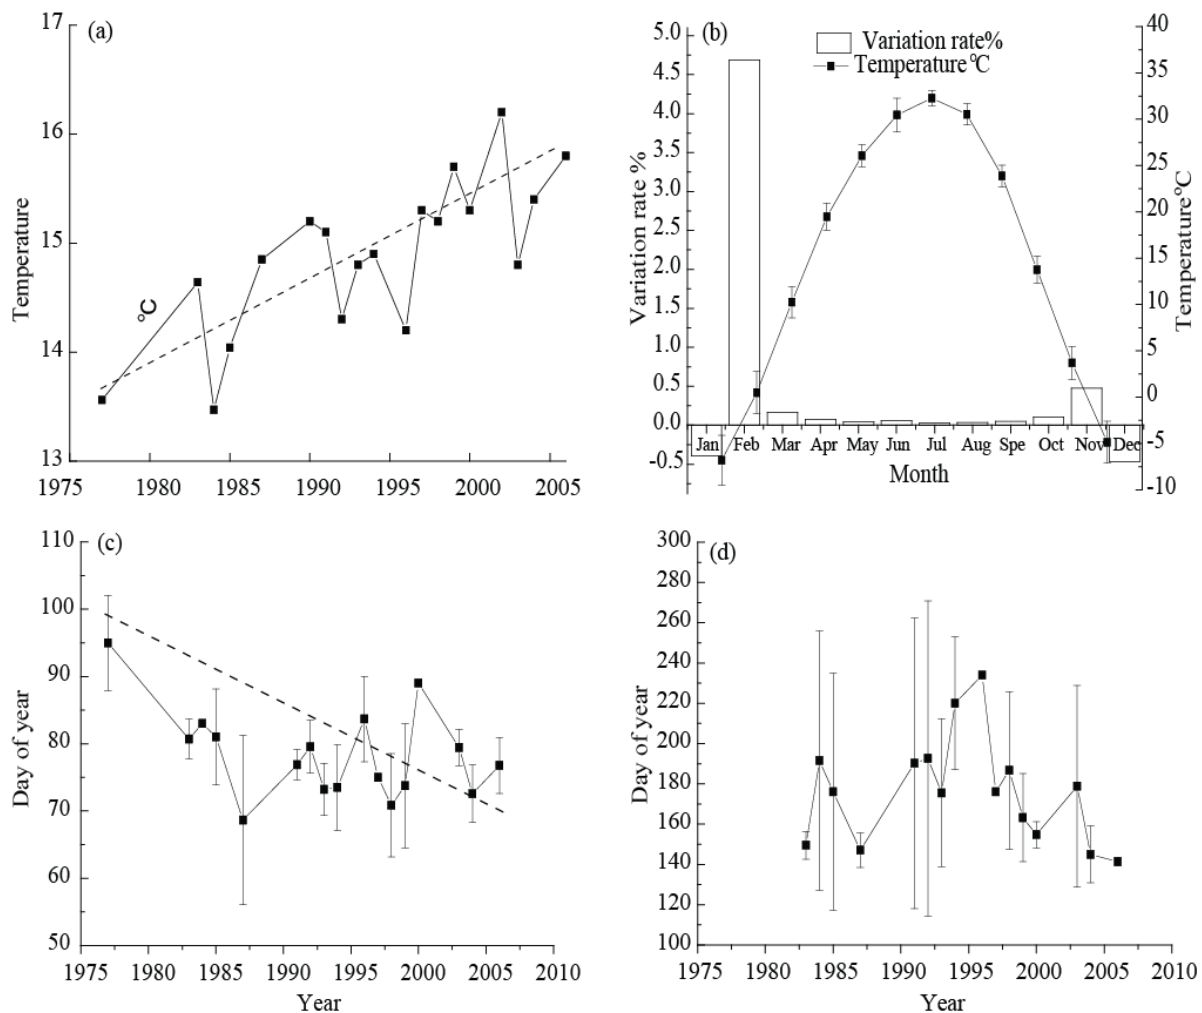 (a)
17
16
15
14
13
Temperature
°C
1975 1980 1985 1990 1995 2000 2005
(b)
Variation rate%
Temperature°C
5.0
4.5
4.0
3.5
3.0
2.5
2.0
1.5
1.0
0.5
0.0
-0.5
Variation rate %
40
35
30
25
20
15
10
5
0
-5
-10
Temperature°C
Jan Feb Mar Apr May Jun Jul Aug Spe Oct Nov Dec
Month
(c)
110
100
90
80
70
60
50
Day of year
1975 1980 1985 1990 1995 2000 2005 2010
Year
(d)
300
280
260
240
220
200
180
160
140
120
100
Day of year
1975 1980 1985 1990 1995 2000 2005 2010
Year